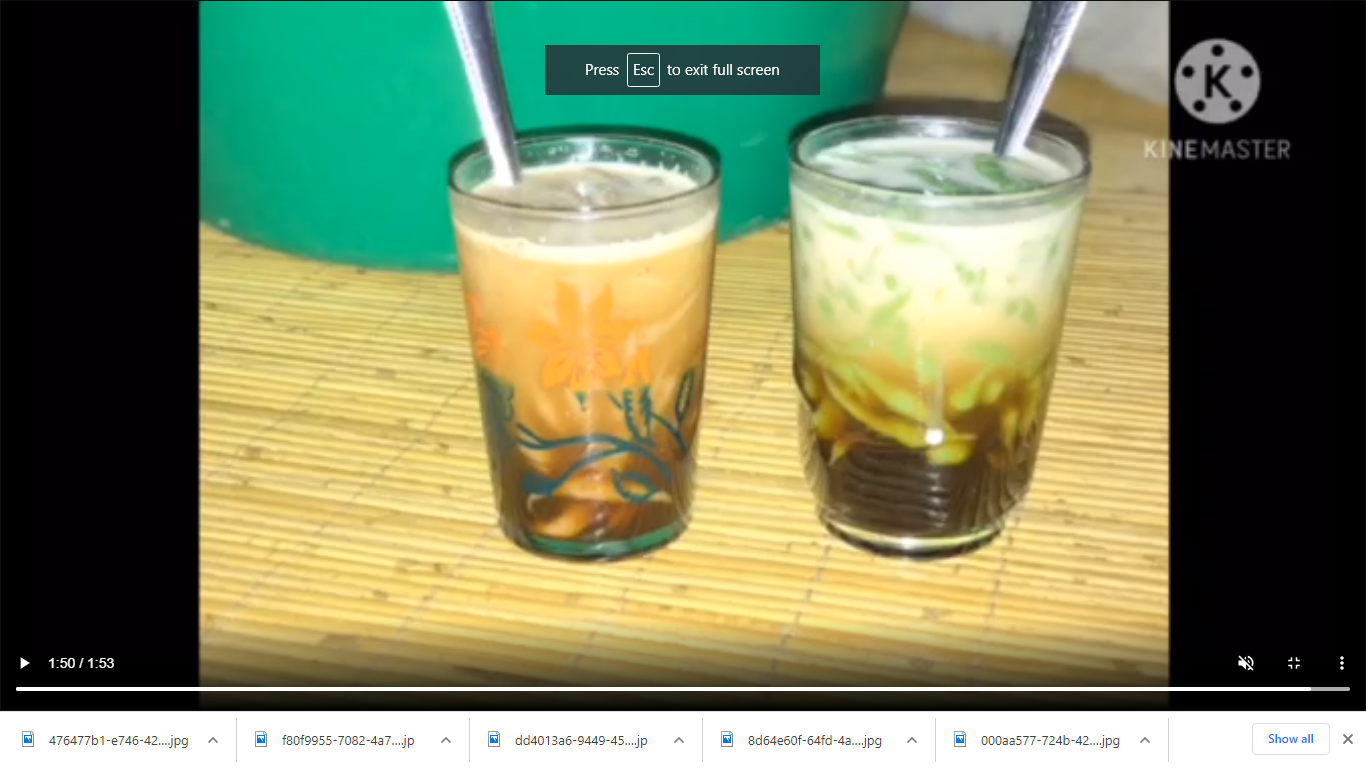 Press Esc to exit full screen
K
KINEMASTER
1:50 / 1:53
476477b1-e746-42....jpg
f80f9955-7082-4a7....jp
dd4013a6-9449-45....jp
8d64e60f-64fd-4a....jpg
000aa577-724b-42....jpg
Show all